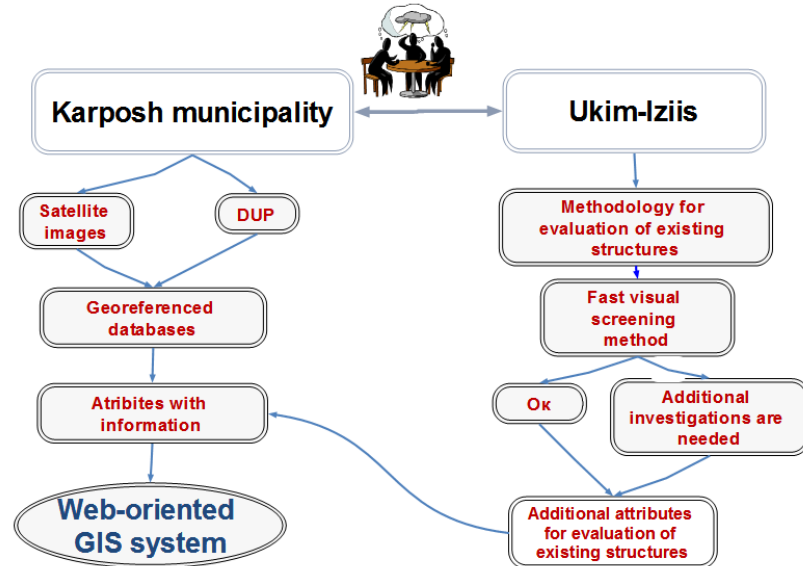 Karposh municipality
Ukim-Iziis
Satellite
images
DUP
Georeferenced
databases
Atribites with
information
Web-oriented
GIS system
Methodology for
evaluation of existing
structures
Fast visual
screening
method
Ок
Additional
investigations are
needed
Additional attributes
for evaluation of
existing structures